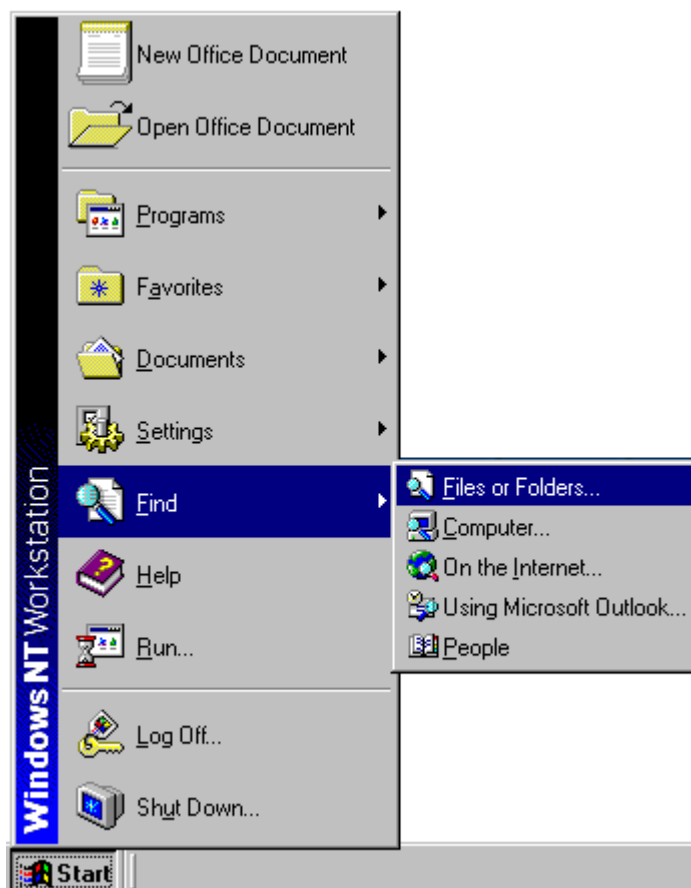 New Office Document
Open Office Document
Programs
Favorites
Documents
Settings
Find
Files or Folders...
Computer...
On the Internet...
Using Microsoft Outlook...
People
Help
Run...
Log Off...
Shut Down...
Windows NT Workstation
Start